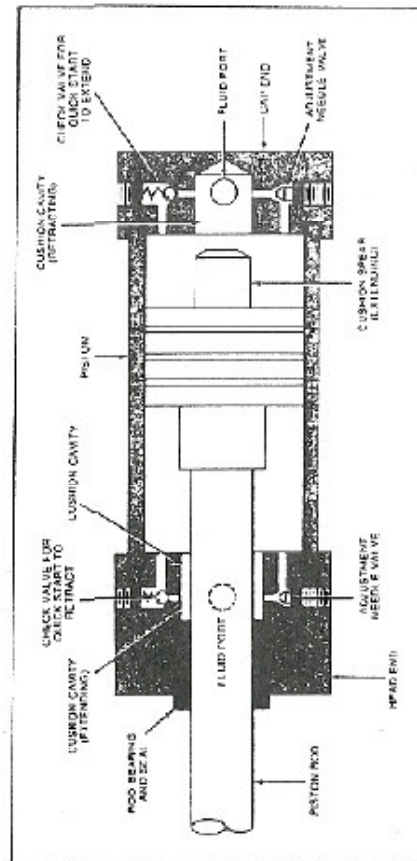 CHECK VALVE FOR
QUICK START
TO EXTEND
FLUID PORT
CAP END
ADJUSTMENT
NEEDLE VALVE
CUSHION CAVITY
(RETRACTING)
CUSHION SPEAR
(EXTENDING)
PISTON
CUSHION CAVITY
CHECK VALVE FOR
QUICK START TO
RETRACT
CUSHION CAVITY
(EXTENDING)
FLUID PORT
ADJUSTMENT
NEEDLE VALVE
HEAD END
ROD BEARING
AND SEAL
PISTON ROD